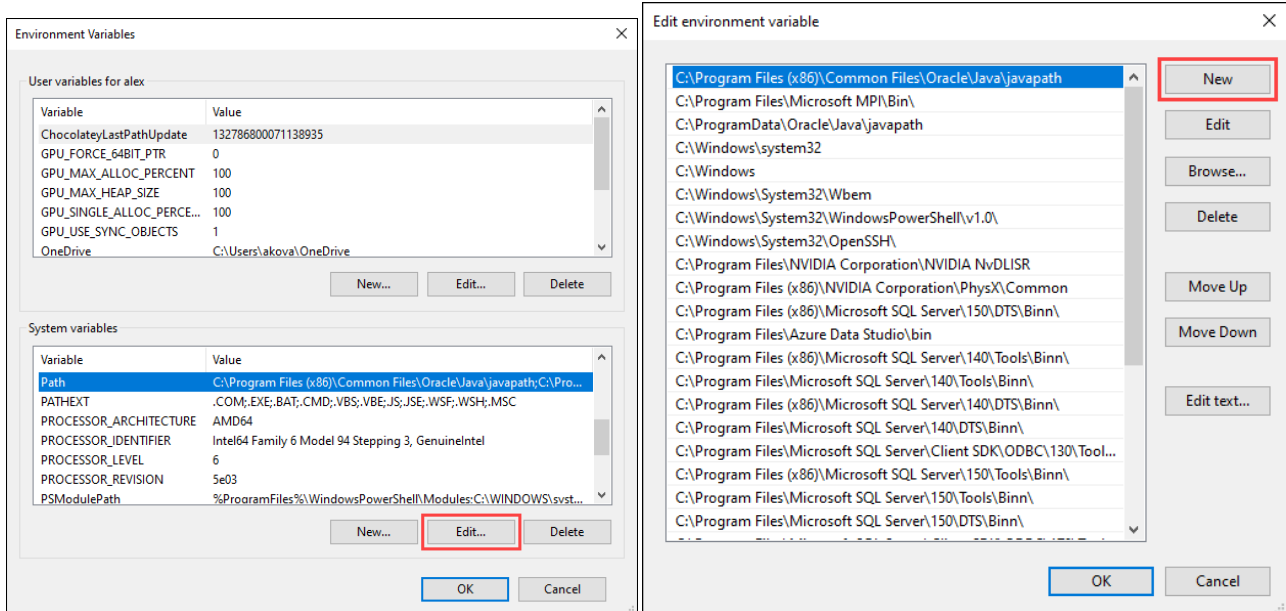 Environment Variables
User variables for alex
Variable Value
ChocolateyLastPathUpdate 132786800071138935
GPU_FORCE_64BIT_PTR 0
GPU_MAX_ALLOC_PERCENT 100
GPU_MAX_HEAP_SIZE 100
GPU_SINGLE_ALLOC_PERCE... 100
GPU_USE_SYNC_OBJECTS 1
OneDrive C:\Users\akova\OneDrive
New... Edit... Delete
System variables
Variable Value
Path C:\Program Files (x86)\Common Files\Oracle\Java\javapath;C:\Pro...
PATHEXT .COM;.EXE;.BAT;.CMD;.VBS;.VBE;.JS;.JSE;.WSF;.WSH;.MSC
PROCESSOR_ARCHITECTURE AMD64
PROCESSOR_IDENTIFIER Intel64 Family 6 Model 94 Stepping 3, GenuineIntel
PROCESSOR_LEVEL 6
PROCESSOR_REVISION 5e03
PSModulePath %ProgramFiles%\WindowsPowerShell\Modules;C:\WINDOWS\syst...
New... Edit... Delete
OK Cancel
Edit environment variable
C:\Program Files (x86)\Common Files\Oracle\Java\javapath
C:\Program Files\Microsoft MPI\Bin\
C:\ProgramData\Oracle\Java\javapath
C:\Windows\system32
C:\Windows
C:\Windows\System32\Wbem
C:\Windows\System32\WindowsPowerShell\v1.0\
C:\Windows\System32\OpenSSH\
C:\Program Files\NVIDIA Corporation\NVIDIA NvDLISR
C:\Program Files (x86)\NVIDIA Corporation\PhysX\Common
C:\Program Files (x86)\Microsoft SQL Server\150\DTS\Binn\
C:\Program Files\Azure Data Studio\bin
C:\Program Files (x86)\Microsoft SQL Server\140\Tools\Binn\
C:\Program Files\Microsoft SQL Server\140\Tools\Binn\
C:\Program Files (x86)\Microsoft SQL Server\140\DTS\Binn\
C:\Program Files\Microsoft SQL Server\140\DTS\Binn\
C:\Program Files\Microsoft SQL Server\Client SDK\ODBC\130\Tool...
C:\Program Files (x86)\Microsoft SQL Server\150\Tools\Binn\
C:\Program Files\Microsoft SQL Server\150\Tools\Binn\
C:\Program Files\Microsoft SQL Server\150\DTS\Binn\
New
Edit
Browse...
Delete
Move Up
Move Down
Edit text...
OK Cancel